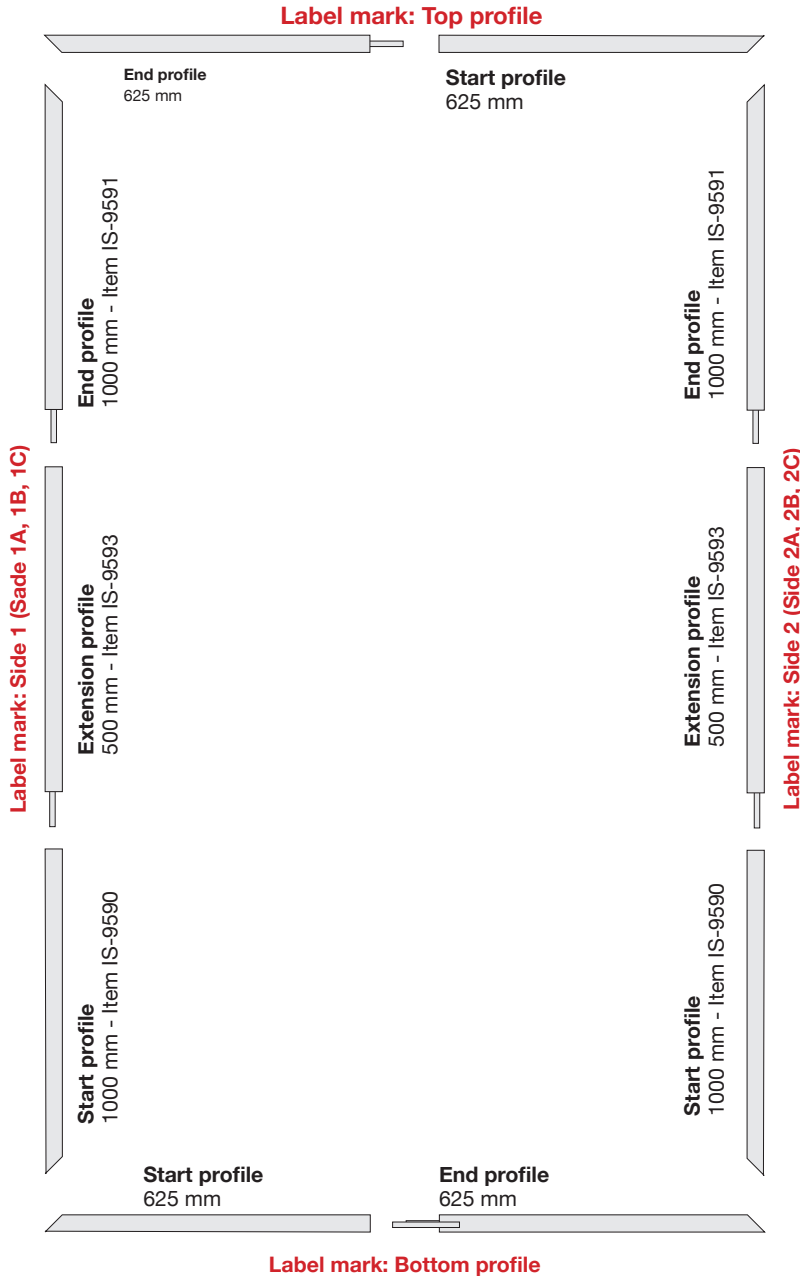 Label mark: Top profile
End profile
625 mm
Start profile
625 mm
End profile
1000 mm - Item IS-9591
End profile
1000 mm - Item IS-9591
Label mark: Side 1 (Sade 1A, 1B, 1C)
Extension profile
500 mm - Item IS-9593
Extension profile
500 mm - Item IS-9593
Label mark: Side 2 (Side 2A, 2B, 2C)
Start profile
1000 mm - Item IS-9590
Start profile
1000 mm - Item IS-9590
Start profile
625 mm
End profile
625 mm
Label mark: Bottom profile